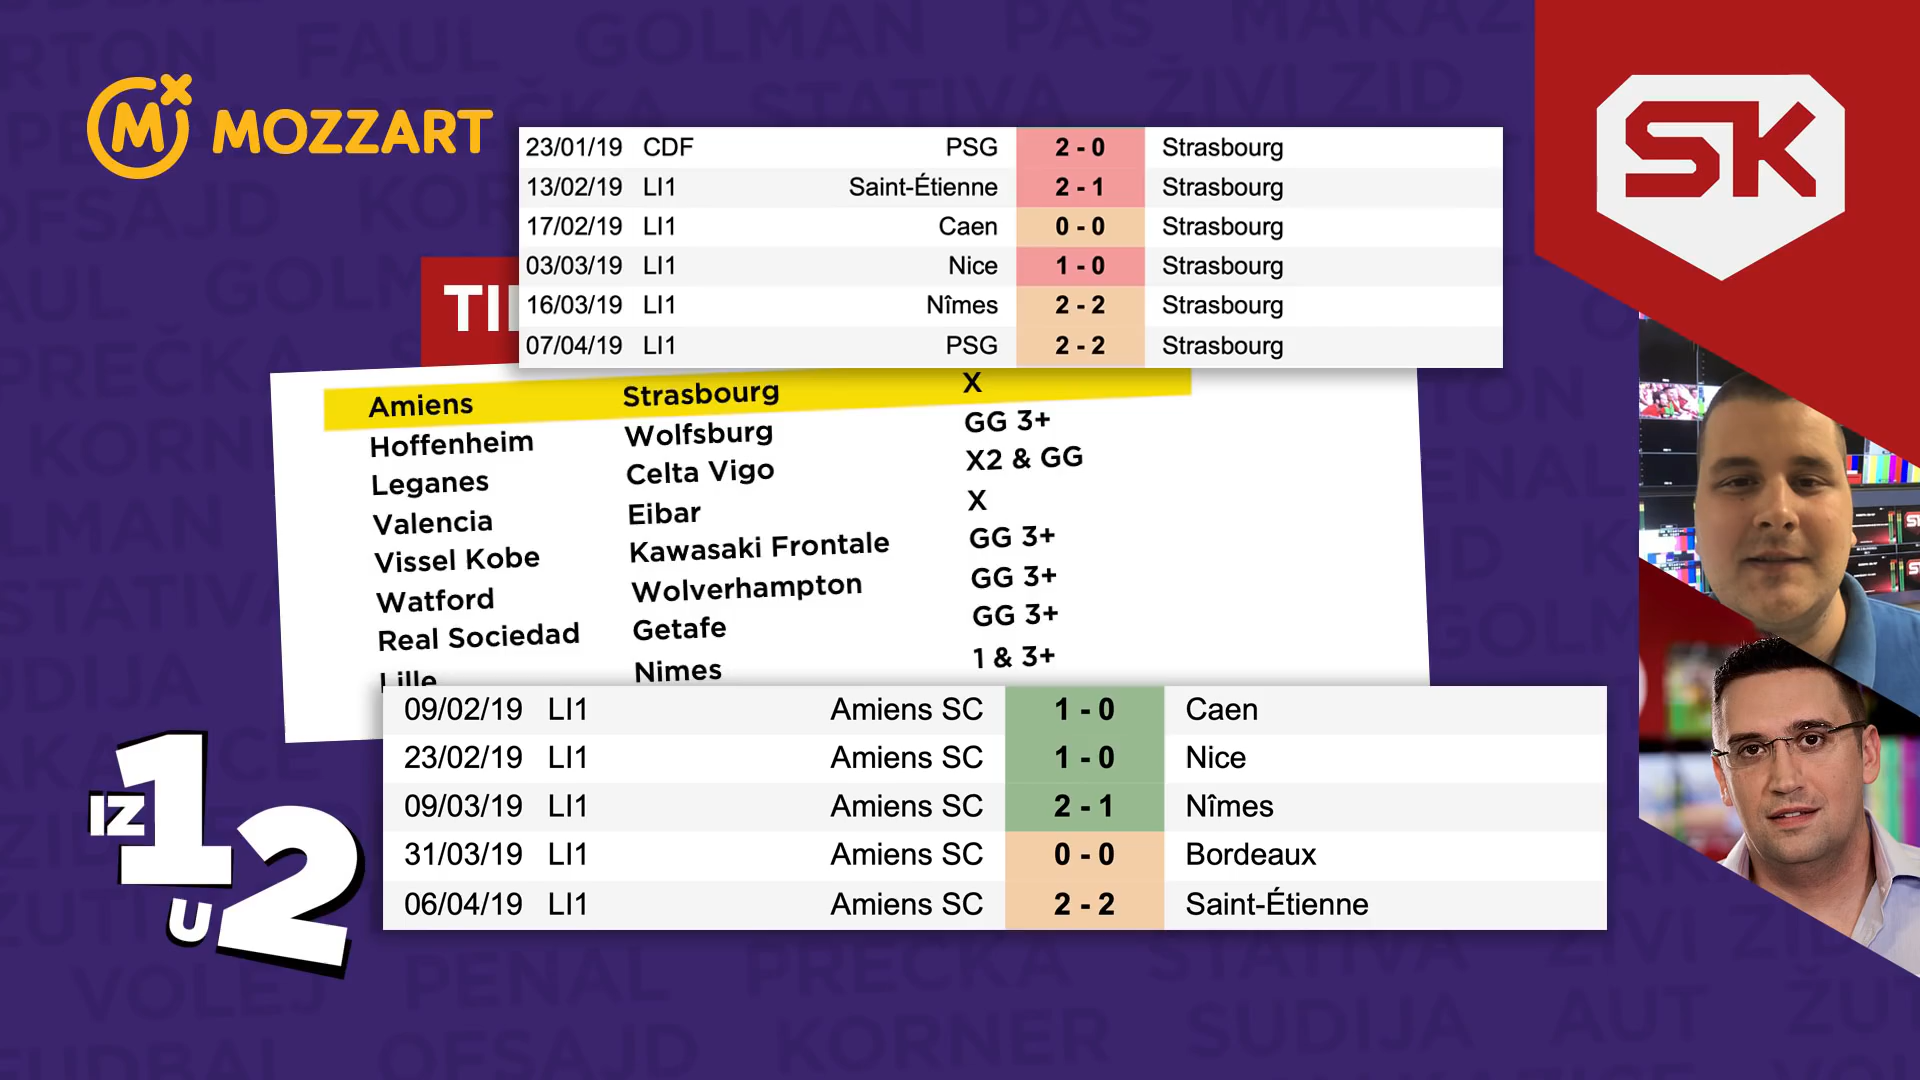 MOZZART
SK
23/01/19 CDF PSG 2 - 0 Strasbourg
13/02/19 LI1 Saint-Étienne 2 - 1 Strasbourg
17/02/19 LI1 Caen 0 - 0 Strasbourg
03/03/19 LI1 Nice 1 - 0 Strasbourg
16/03/19 LI1 Nîmes 2 - 2 Strasbourg
07/04/19 LI1 PSG 2 - 2 Strasbourg
Amiens Strasbourg X
Hoffenheim Wolfsburg GG 3+
Leganes Celta Vigo X2 & GG
Valencia Eibar X
Vissel Kobe Kawasaki Frontale GG 3+
Watford Wolverhampton GG 3+
Real Sociedad Getafe GG 3+
Lille Nimes 1 & 3+
09/02/19 LI1 Amiens SC 1 - 0 Caen
23/02/19 LI1 Amiens SC 1 - 0 Nice
09/03/19 LI1 Amiens SC 2 - 1 Nîmes
31/03/19 LI1 Amiens SC 0 - 0 Bordeaux
06/04/19 LI1 Amiens SC 2 - 2 Saint-Étienne
IZ 1 U 2